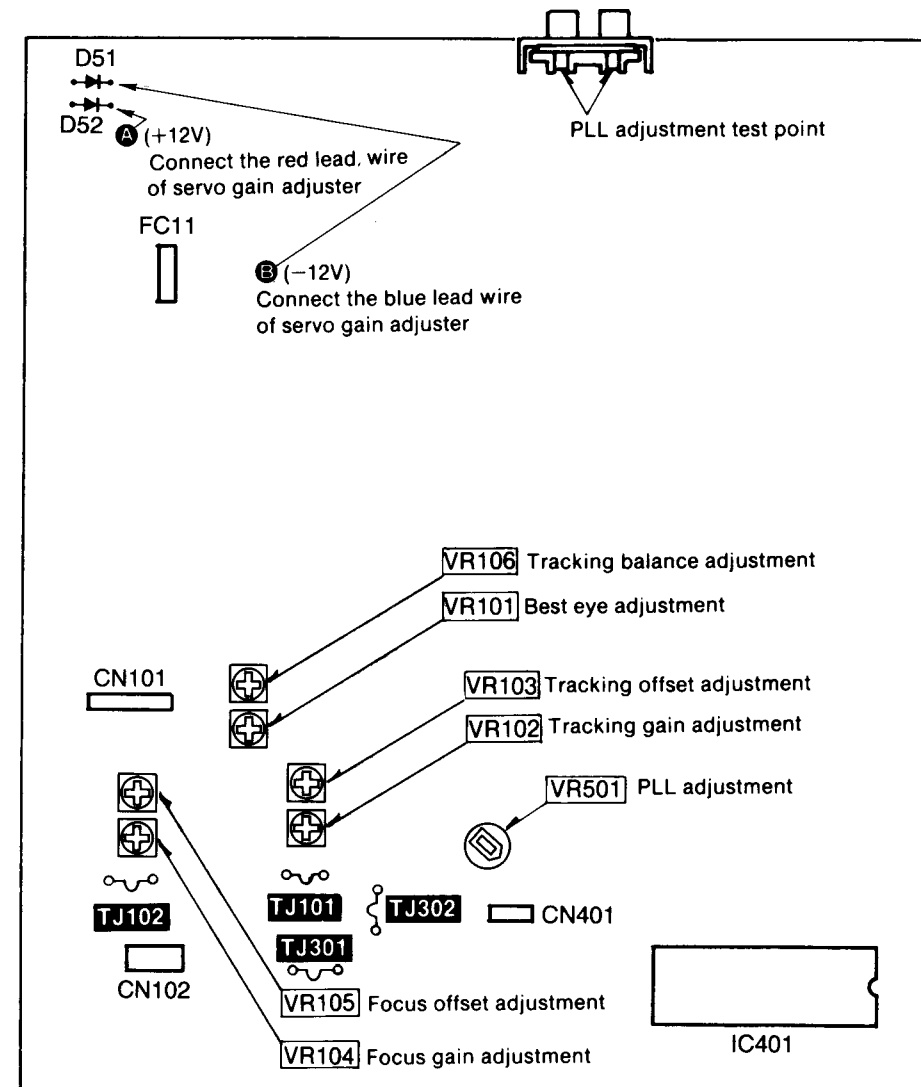 D51
D52
A (+12V)
Connect the red lead. wire
of servo gain adjuster
PLL adjustment test point
FC11
B (−12V)
Connect the blue lead wire
of servo gain adjuster
VR106 Tracking balance adjustment
VR101 Best eye adjustment
CN101
VR103 Tracking offset adjustment
VR102 Tracking gain adjustment
VR501 PLL adjustment
TJ102
TJ101
TJ302
CN401
TJ301
CN102
VR105 Focus offset adjustment
VR104 Focus gain adjustment
IC401